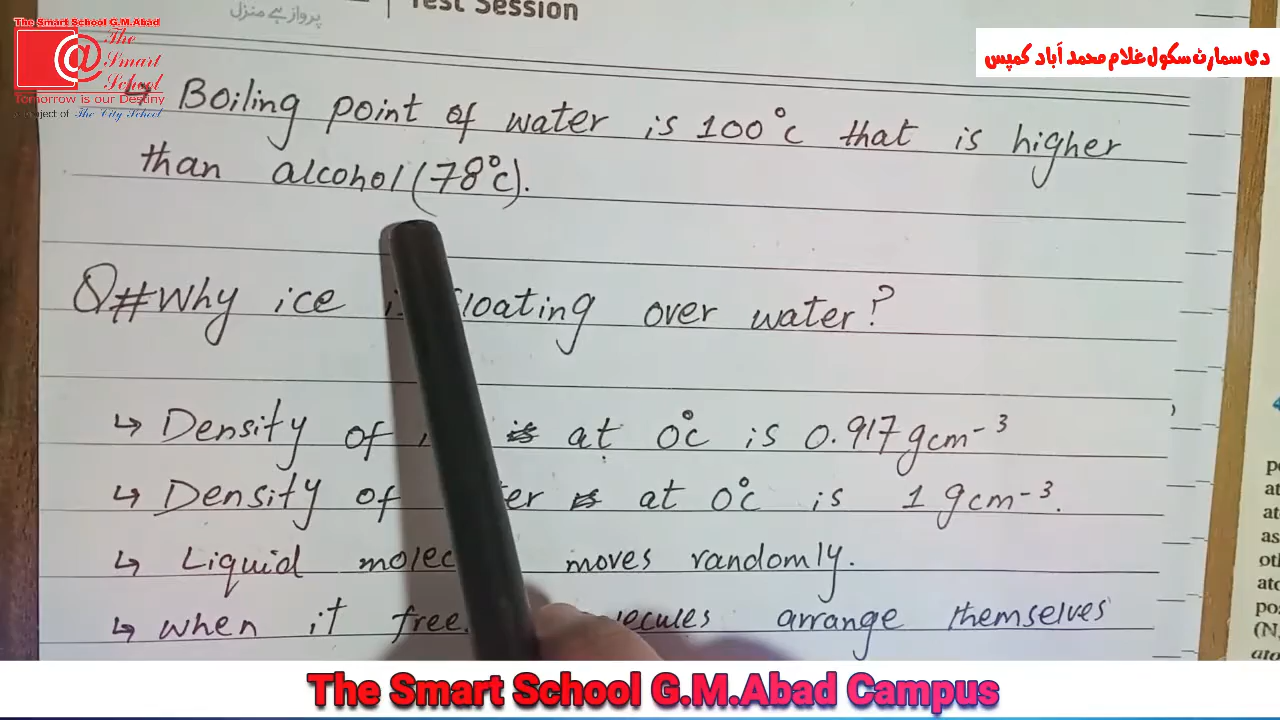 Test Session
پرواز ہے منزل
The Smart School G.M.Abad
The
Smart
School
Tomorrow is our Destiny
A project of The City School
دی سمارٹ سکول غلام محمد آباد کمپس
↳ Boiling point of water is 100°c that is higher
than alcohol (78°c).
Q# Why ice floating over water?
↳ Density of at 0°c is 0.917 gcm-³
↳ Density of at 0°c is 1 gcm-³.
↳ Liquid moves randomly.
↳ when it arrange themselves
The Smart School G.M.Abad Campus